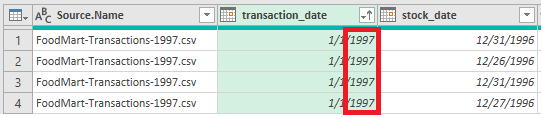 ABC Source.Name transaction_date stock_date
1 FoodMart-Transactions-1997.csv 1/1/1997 12/31/1996
2 FoodMart-Transactions-1997.csv 1/1/1997 12/26/1996
3 FoodMart-Transactions-1997.csv 1/1/1997 12/31/1996
4 FoodMart-Transactions-1997.csv 1/1/1997 12/27/1996